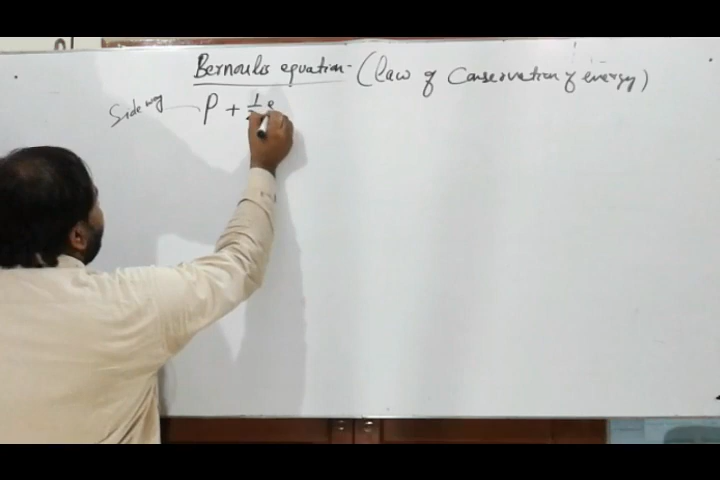 Bernoulis equation- (law of Conservation of energy)
Side way P + 1/2 ρ